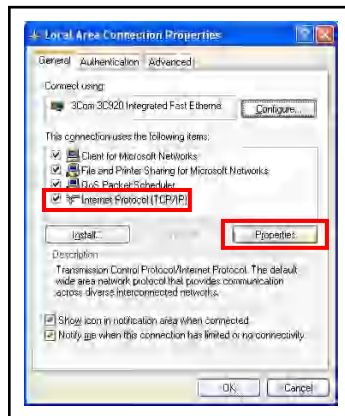 Local Area Connection Properties
General Authentication Advanced
Connect using:
3Com 3C920 Integrated Fast Etherne
Configure...
This connection uses the following items:
Client for Microsoft Networks
File and Printer Sharing for Microsoft Networks
QoS Packet Scheduler
Internet Protocol (TCP/IP)
Install... Properties
Description
Transmission Control Protocol/Internet Protocol. The default
wide area network protocol that provides communication
across diverse interconnected networks.
Show icon in notification area when connected
Notify me when this connection has limited or no connectivity
OK Cancel